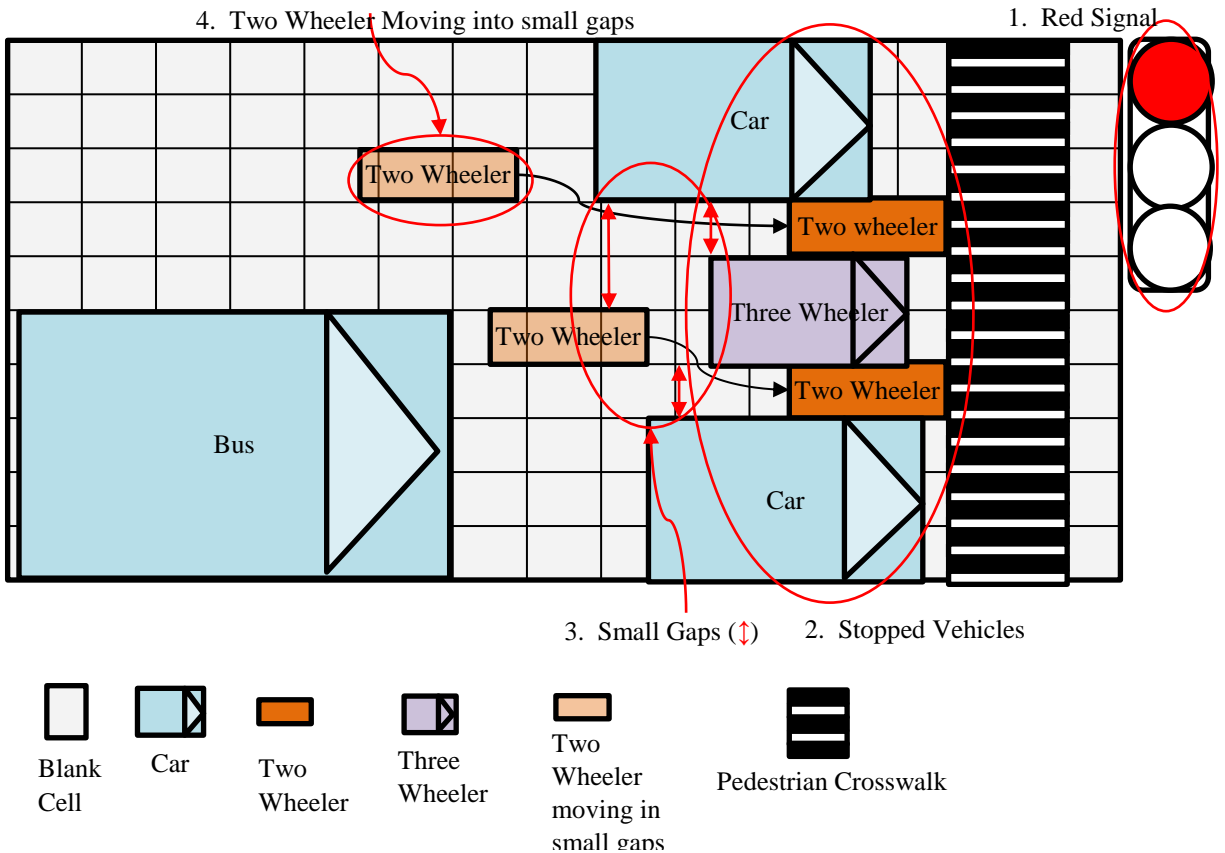 4. Two Wheeler Moving into small gaps
1. Red Signal
Car
Two Wheeler
Two wheeler
Three Wheeler
Two Wheeler
Two Wheeler
Bus
Car
3. Small Gaps (↕)
2. Stopped Vehicles
Blank
Cell
Car
Two
Wheeler
Three
Wheeler
Two
Wheeler
moving in
small gaps
Pedestrian Crosswalk